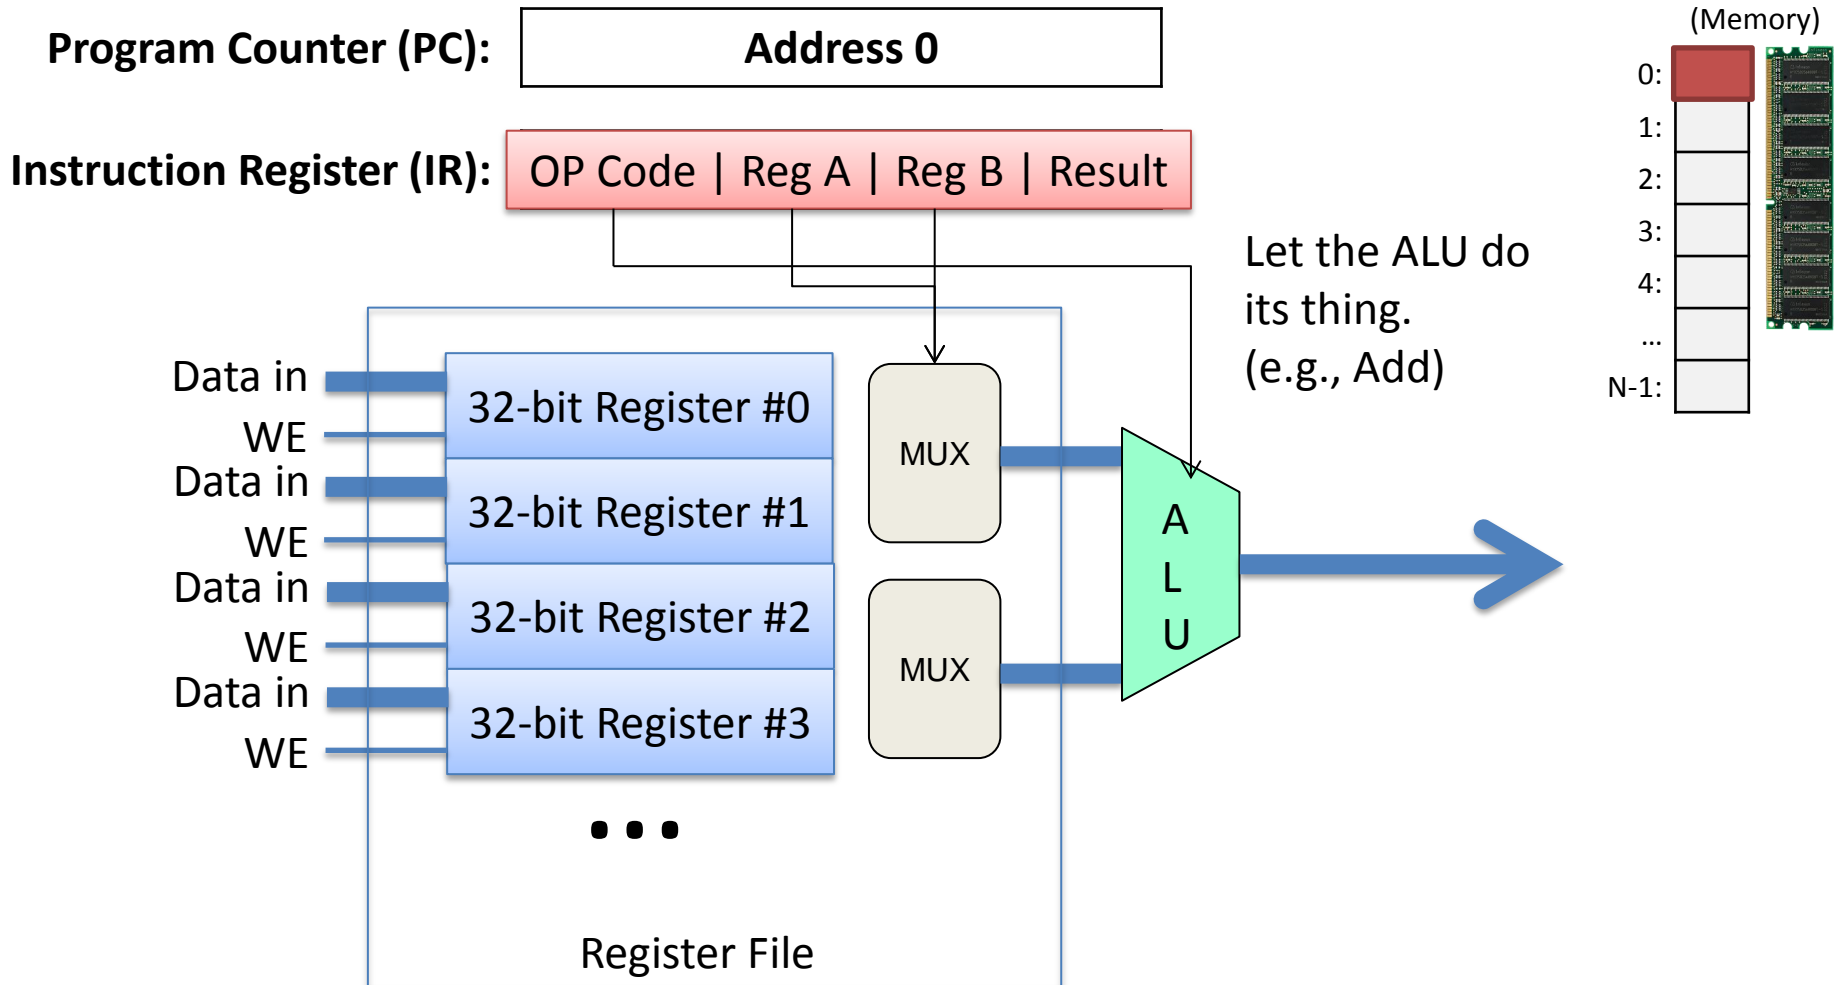 (Memory)
Program Counter (PC): Address 0
0:
1:
Instruction Register (IR): OP Code | Reg A | Reg B | Result
2:
3:
4:
…
N-1:
Let the ALU do
its thing.
(e.g., Add)
Data in
WE
32-bit Register #0
Data in
WE
32-bit Register #1
Data in
WE
32-bit Register #2
Data in
WE
32-bit Register #3
MUX
MUX
A
L
U
...
Register File